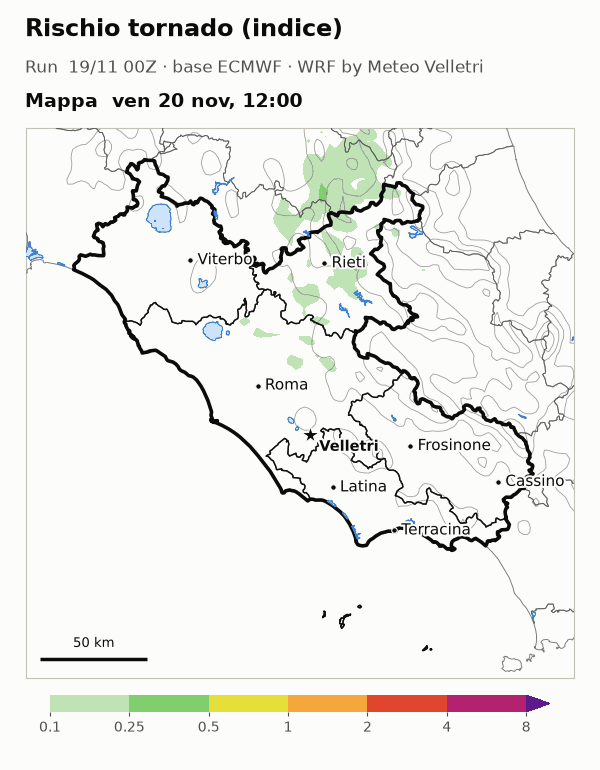 Rischio tornado (indice)
Run  19/11 00Z · base ECMWF · WRF by Meteo Velletri
Mappa  ven 20 nov, 12:00
Viterbo
Rieti
Roma
Velletri
Frosinone
Latina
Cassino
Terracina
50 km
0.1 0.25 0.5 1 2 4 8